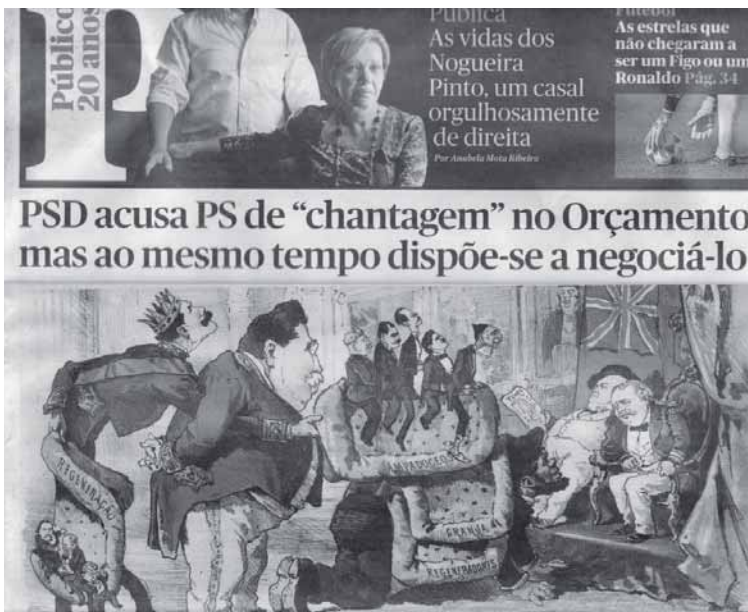 Público
20 anos
Pública
As vidas dos
Nogueira
Pinto, um casal
orgulhosamente
de direita
Por Anabela Mota Ribeiro
Futebol
As estrelas que
não chegaram a
ser um Figo ou um
Ronaldo Pág. 34
PSD acusa PS de “chantagem” no Orçamento
mas ao mesmo tempo dispõe-se a negociá-lo
REGENERAÇÃO
GRANJA
REGENERADORES